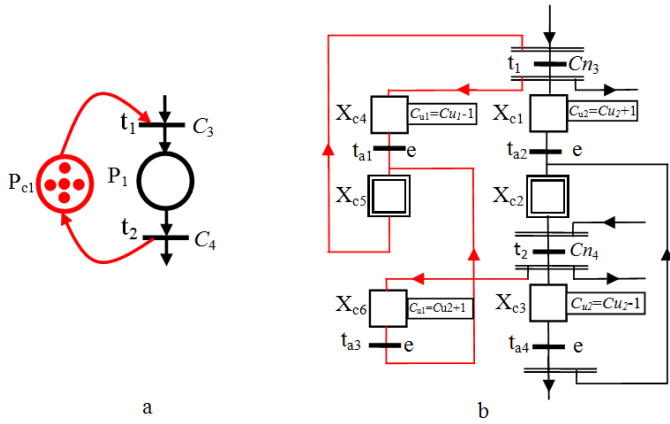 a
t1
C3
Pc1
P1
t2
C4
b
t1 Cn3
Xc4
Cu1=Cu1-1
Xc1
Cu2=Cu2+1
ta1 e
ta2 e
Xc5
Xc2
t2 Cn4
Xc6
Cu1=Cu2+1
Xc3
Cu2=Cu2-1
ta3 e
ta4 e
a
b